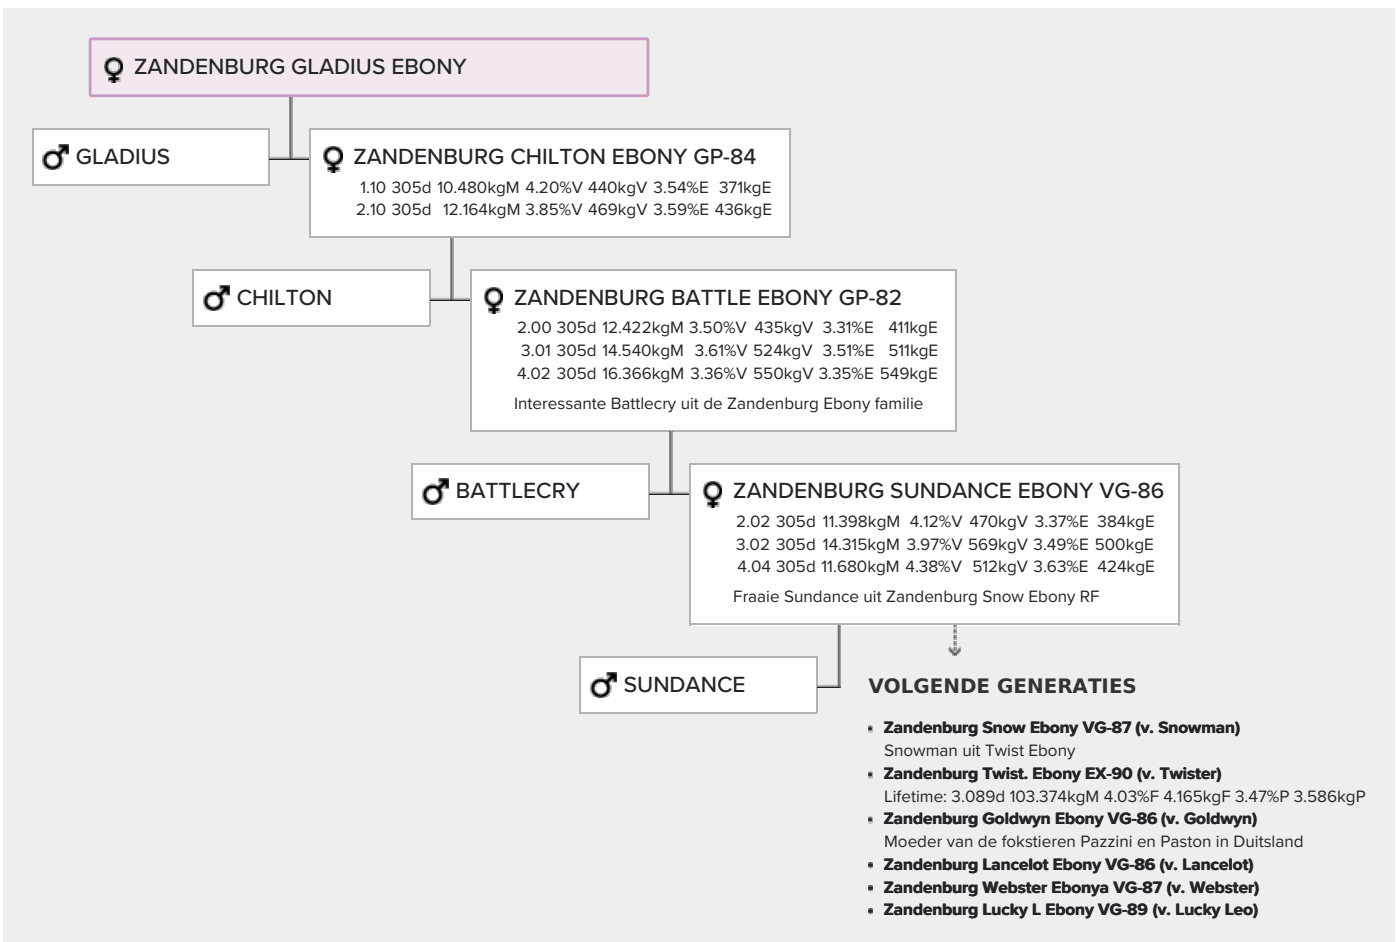 ZANDENBURG GLADIUS EBONY
GLADIUS
ZANDENBURG CHILTON EBONY GP-84
1.10 305d 10.480kgM 4.20%V 440kgV 3.54%E 371kgE
2.10 305d 12.164kgM 3.85%V 469kgV 3.59%E 436kgE
CHILTON
ZANDENBURG BATTLE EBONY GP-82
2.00 305d 12.422kgM 3.50%V 435kgV 3.31%E 411kgE
3.01 305d 14.540kgM 3.61%V 524kgV 3.51%E 511kgE
4.02 305d 16.366kgM 3.36%V 550kgV 3.35%E 549kgE
Interessante Battlecry uit de Zandenburg Ebony familie
BATTLECRY
ZANDENBURG SUNDANCE EBONY VG-86
2.02 305d 11.398kgM 4.12%V 470kgV 3.37%E 384kgE
3.02 305d 14.315kgM 3.97%V 569kgV 3.49%E 500kgE
4.04 305d 11.680kgM 4.38%V 512kgV 3.63%E 424kgE
Fraaie Sundance uit Zandenburg Snow Ebony RF
SUNDANCE
VOLGENDE GENERATIES
Zandenburg Snow Ebony VG-87 (v. Snowman)
Snowman uit Twist Ebony
Zandenburg Twist. Ebony EX-90 (v. Twister)
Lifetime: 3.089d 103.374kgM 4.03%F 4.165kgF 3.47%P 3.586kgP
Zandenburg Goldwyn Ebony VG-86 (v. Goldwyn)
Moeder van de fokstieren Pazzini en Paston in Duitsland
Zandenburg Lancelot Ebony VG-86 (v. Lancelot)
Zandenburg Webster Ebonya VG-87 (v. Webster)
Zandenburg Lucky L Ebony VG-89 (v. Lucky Leo)